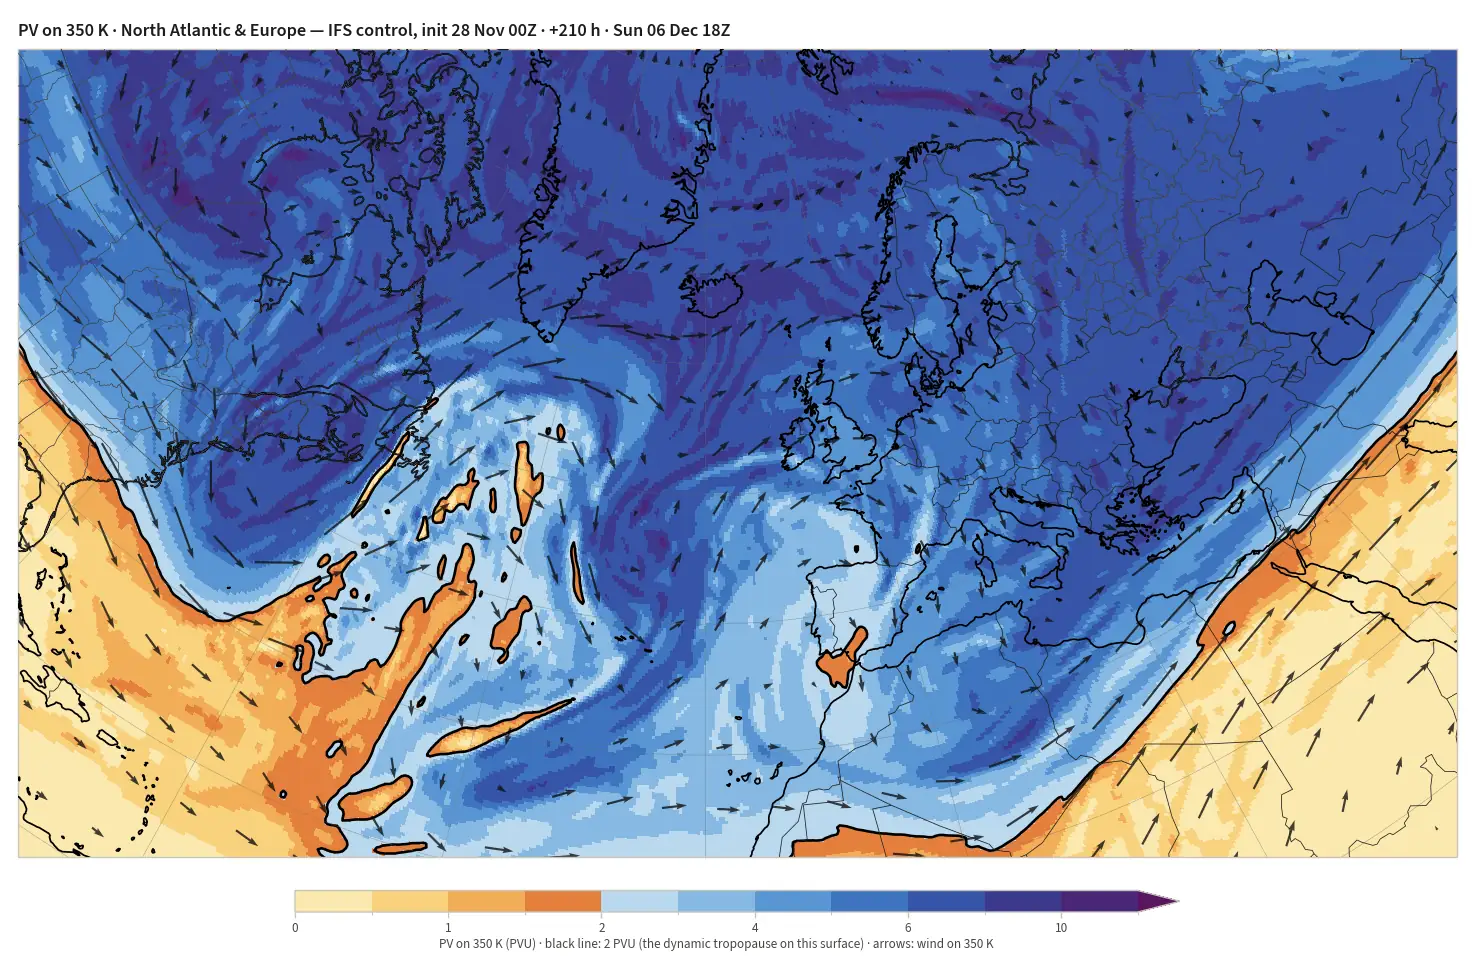 PV on 350 K · North Atlantic & Europe — IFS control, init 28 Nov 00Z · +210 h · Sun 06 Dec 18Z
0 1 2 4 6 10
PV on 350 K (PVU) · black line: 2 PVU (the dynamic tropopause on this surface) · arrows: wind on 350 K